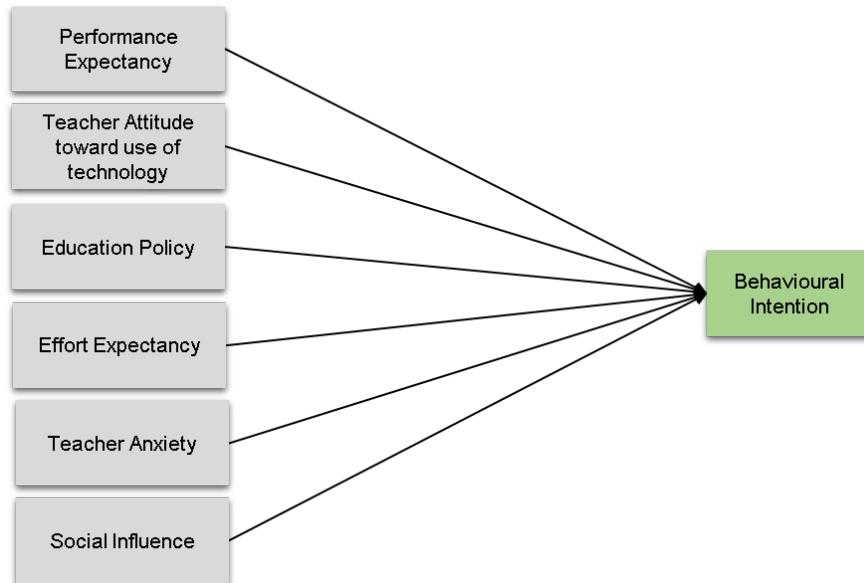 Performance
Expectancy
Teacher Attitude
toward use of
technology
Education Policy
Effort Expectancy
Teacher Anxiety
Social Influence
Behavioural
Intention